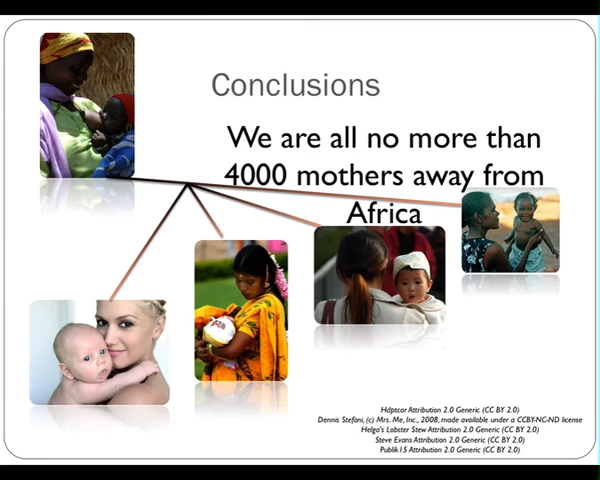 Conclusions
We are all no more than
4000 mothers away from
Africa
Hdptcar Attribution 2.0 Generic (CC BY 2.0)
Dennis Stefani, (c) Mrs. Me, Inc., 2008, made available under a CCBY-NC-ND license
Helga's Lobster Stew Attribution 2.0 Generic (CC BY 2.0)
Steve Evans Attribution 2.0 Generic (CC BY 2.0)
Publik15 Attribution 2.0 Generic (CC BY 2.0)